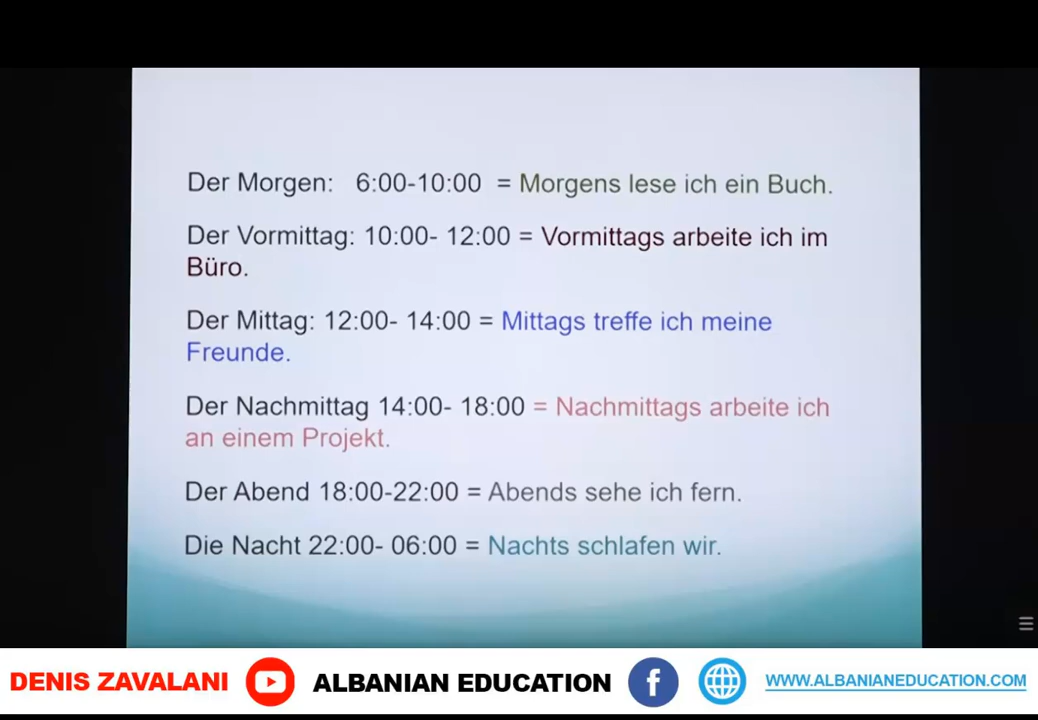 Der Morgen: 6:00-10:00 = Morgens lese ich ein Buch.
Der Vormittag: 10:00- 12:00 = Vormittags arbeite ich im
Büro.
Der Mittag: 12:00- 14:00 = Mittags treffe ich meine
Freunde.
Der Nachmittag 14:00- 18:00 = Nachmittags arbeite ich
an einem Projekt.
Der Abend 18:00-22:00 = Abends sehe ich fern.
Die Nacht 22:00- 06:00 = Nachts schlafen wir.
DENIS ZAVALANI ALBANIAN EDUCATION WWW.ALBANIANEDUCATION.COM